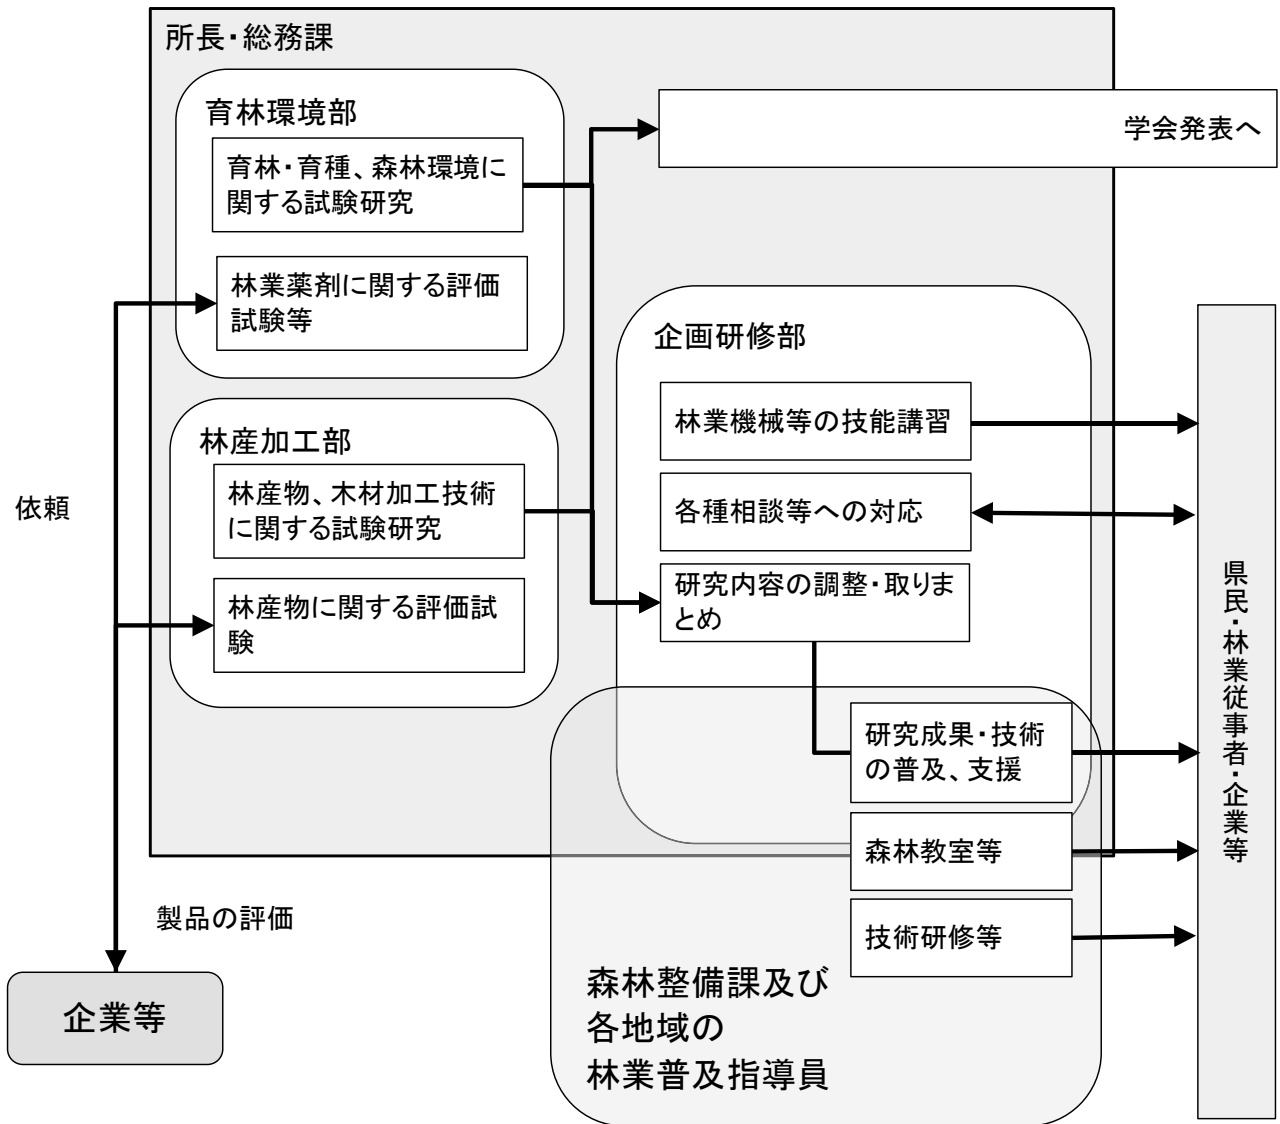 所長・総務課
育林環境部
育林・育種、森林環境に
関する試験研究
林業薬剤に関する評価
試験等
林産加工部
林産物、木材加工技術
に関する試験研究
林産物に関する評価試
験
学会発表へ
企画研修部
林業機械等の技能講習
各種相談等への対応
研究内容の調整・取りま
とめ
研究成果・技術
の普及、支援
森林教室等
技術研修等
森林整備課及び
各地域の
林業普及指導員
県民・林業従事者・企業等
依頼
製品の評価
企業等